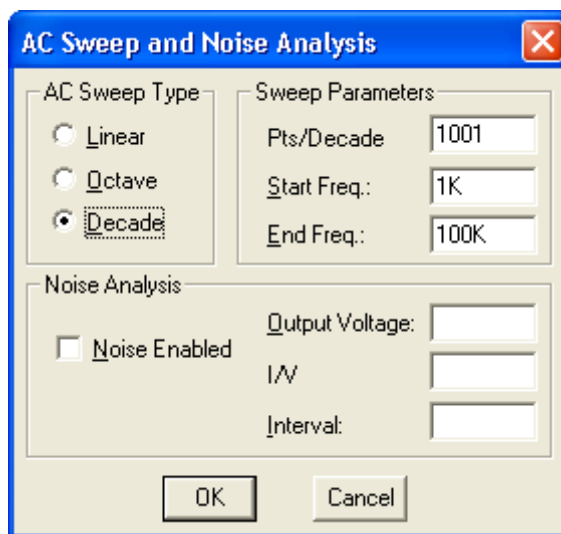 AC Sweep and Noise Analysis
AC Sweep Type
Linear
Octave
Decade
Sweep Parameters
Pts/Decade 1001
Start Freq.: 1K
End Freq.: 100K
Noise Analysis
Noise Enabled
Output Voltage:
I/V
Interval:
OK Cancel